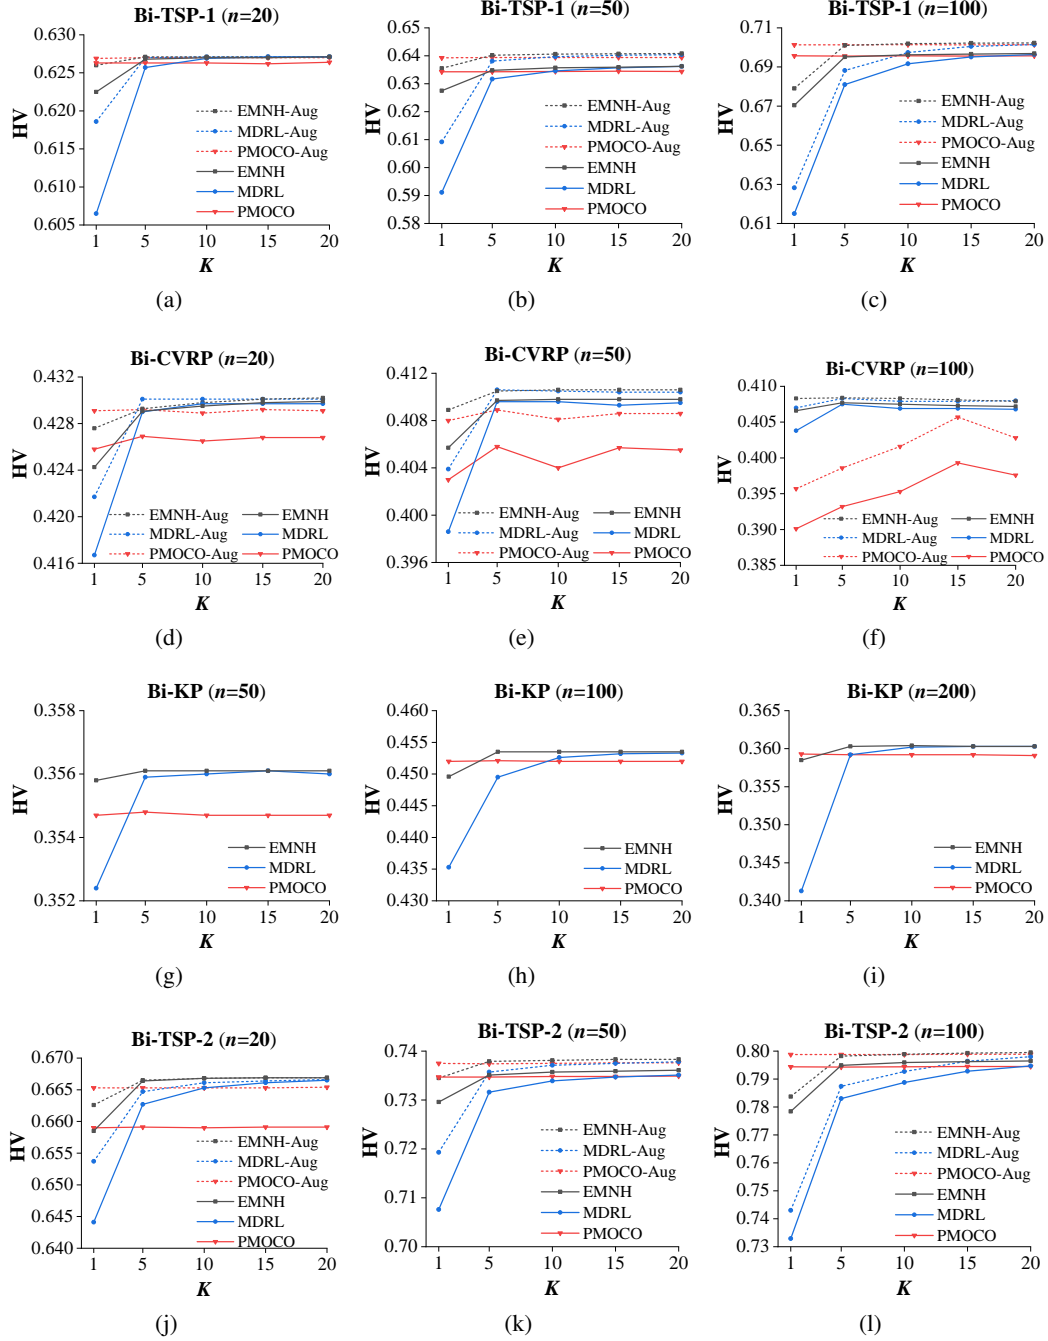 Bi-TSP-1 (n=20)
0.630
0.625
0.620
0.615
0.610
0.605
HV
EMNH-Aug
MDRL-Aug
PMOCO-Aug
EMNH
MDRL
PMOCO
1 5 10 15 20
K
(a)
Bi-TSP-1 (n=50)
0.65
0.64
0.63
0.62
0.61
0.60
0.59
0.58
HV
EMNH-Aug
MDRL-Aug
PMOCO-Aug
EMNH
MDRL
PMOCO
1 5 10 15 20
K
(b)
Bi-TSP-1 (n=100)
0.71
0.69
0.67
0.65
0.63
0.61
HV
EMNH-Aug
MDRL-Aug
PMOCO-Aug
EMNH
MDRL
PMOCO
1 5 10 15 20
K
(c)
Bi-CVRP (n=20)
0.432
0.428
0.424
0.420
0.416
HV
EMNH-Aug EMNH
MDRL-Aug MDRL
PMOCO-Aug PMOCO
1 5 10 15 20
K
(d)
Bi-CVRP (n=50)
0.412
0.408
0.404
0.400
0.396
HV
EMNH-Aug EMNH
MDRL-Aug MDRL
PMOCO-Aug PMOCO
1 5 10 15 20
K
(e)
Bi-CVRP (n=100)
0.410
0.405
0.400
0.395
0.390
0.385
HV
EMNH-Aug EMNH
MDRL-Aug MDRL
PMOCO-Aug PMOCO
1 5 10 15 20
K
(f)
Bi-KP (n=50)
0.358
0.356
0.354
0.352
HV
EMNH
MDRL
PMOCO
1 5 10 15 20
K
(g)
Bi-KP (n=100)
0.460
0.455
0.450
0.445
0.440
0.435
0.430
HV
EMNH
MDRL
PMOCO
1 5 10 15 20
K
(h)
Bi-KP (n=200)
0.365
0.360
0.355
0.350
0.345
0.340
HV
EMNH
MDRL
PMOCO
1 5 10 15 20
K
(i)
Bi-TSP-2 (n=20)
0.670
0.665
0.660
0.655
0.650
0.645
0.640
HV
EMNH-Aug
MDRL-Aug
PMOCO-Aug
EMNH
MDRL
PMOCO
1 5 10 15 20
K
(j)
Bi-TSP-2 (n=50)
0.74
0.73
0.72
0.71
0.70
HV
EMNH-Aug
MDRL-Aug
PMOCO-Aug
EMNH
MDRL
PMOCO
1 5 10 15 20
K
(k)
Bi-TSP-2 (n=100)
0.80
0.79
0.78
0.77
0.76
0.75
0.74
0.73
HV
EMNH-Aug
MDRL-Aug
PMOCO-Aug
EMNH
MDRL
PMOCO
1 5 10 15 20
K
(l)